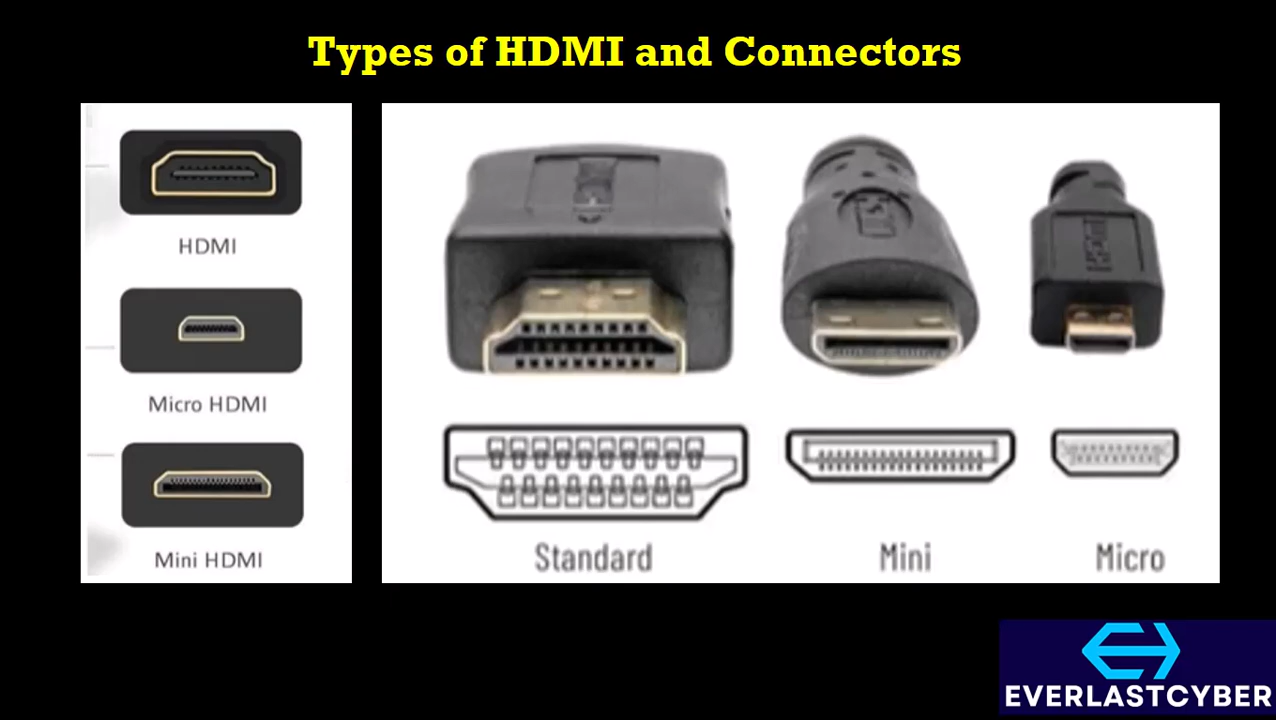 Types of HDMI and Connectors
HDMI
Micro HDMI
Mini HDMI
Standard
Mini
Micro
EVERLASTCYBER